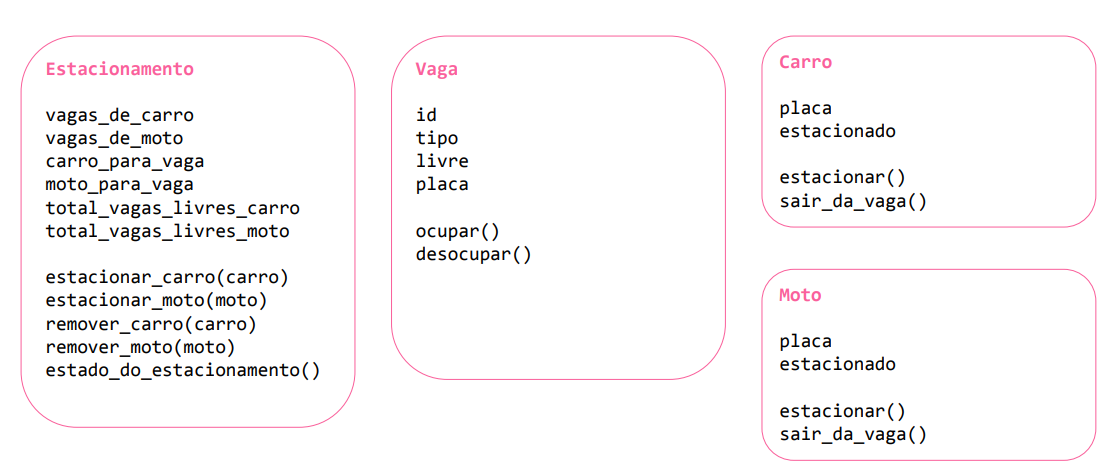 Estacionamento
vagas_de_carro
vagas_de_moto
carro_para_vaga
moto_para_vaga
total_vagas_livres_carro
total_vagas_livres_moto
estacionar_carro(carro)
estacionar_moto(moto)
remover_carro(carro)
remover_moto(moto)
estado_do_estacionamento()
Vaga
id
tipo
livre
placa
ocupar()
desocupar()
Carro
placa
estacionado
estacionar()
sair_da_vaga()
Moto
placa
estacionado
estacionar()
sair_da_vaga()